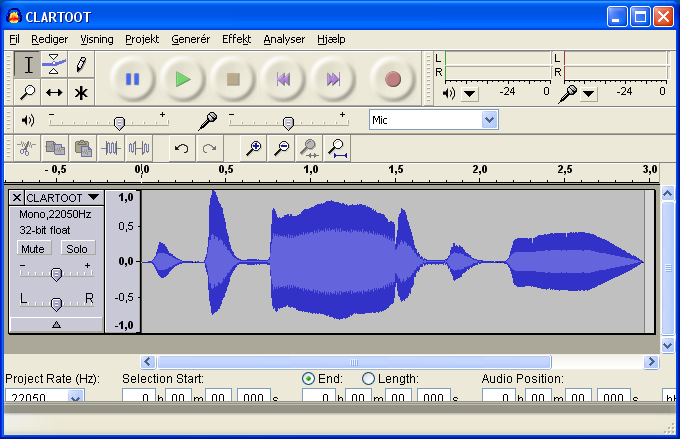 CLARTOOT
Fil Rediger Visning Projekt Generér Effekt Analyser Hjælp
L L
R R
-24 0 -24 0
- + - + Mic
- 0,5 0,0 0,5 1,0 1,5 2,0 2,5 3,0
CLARTOOT 1,0
Mono,22050Hz
32-bit float 0,5
Mute Solo
- + 0,0
L R -0,5
-1,0
Project Rate (Hz): Selection Start: End: Length: Audio Position:
22050 0 h 00 m 00 000 s 0 h 00 m 00 000 s 0 h 00 m 00 000 s